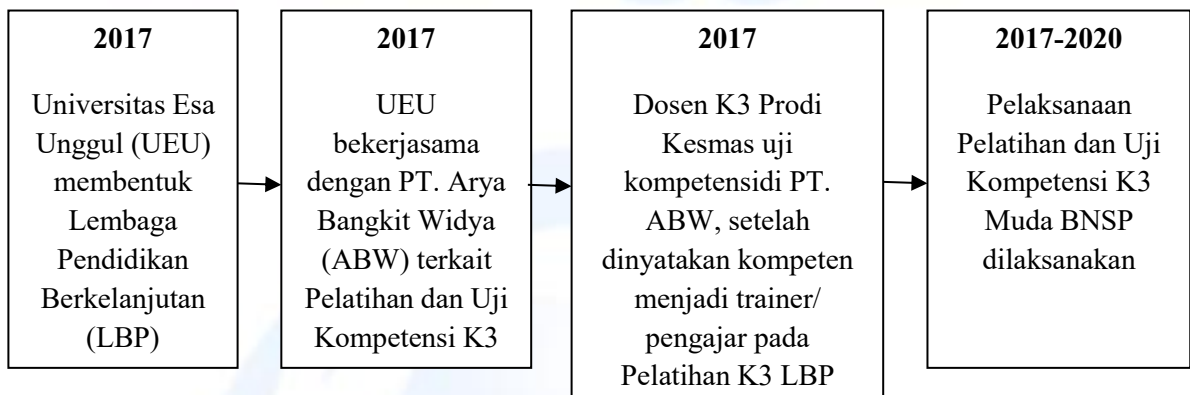 2017
Universitas Esa
Unggul (UEU)
membentuk
Lembaga
Pendidikan
Berkelanjutan
(LBP)
2017
UEU
bekerjasama
dengan PT. Arya
Bangkit Widya
(ABW) terkait
Pelatihan dan Uji
Kompetensi K3
2017
Dosen K3 Prodi
Kesmas uji
kompetensidi PT.
ABW, setelah
dinyatakan kompeten
menjadi trainer/
pengajar pada
Pelatihan K3 LBP
2017-2020
Pelaksanaan
Pelatihan dan Uji
Kompetensi K3
Muda BNSP
dilaksanakan